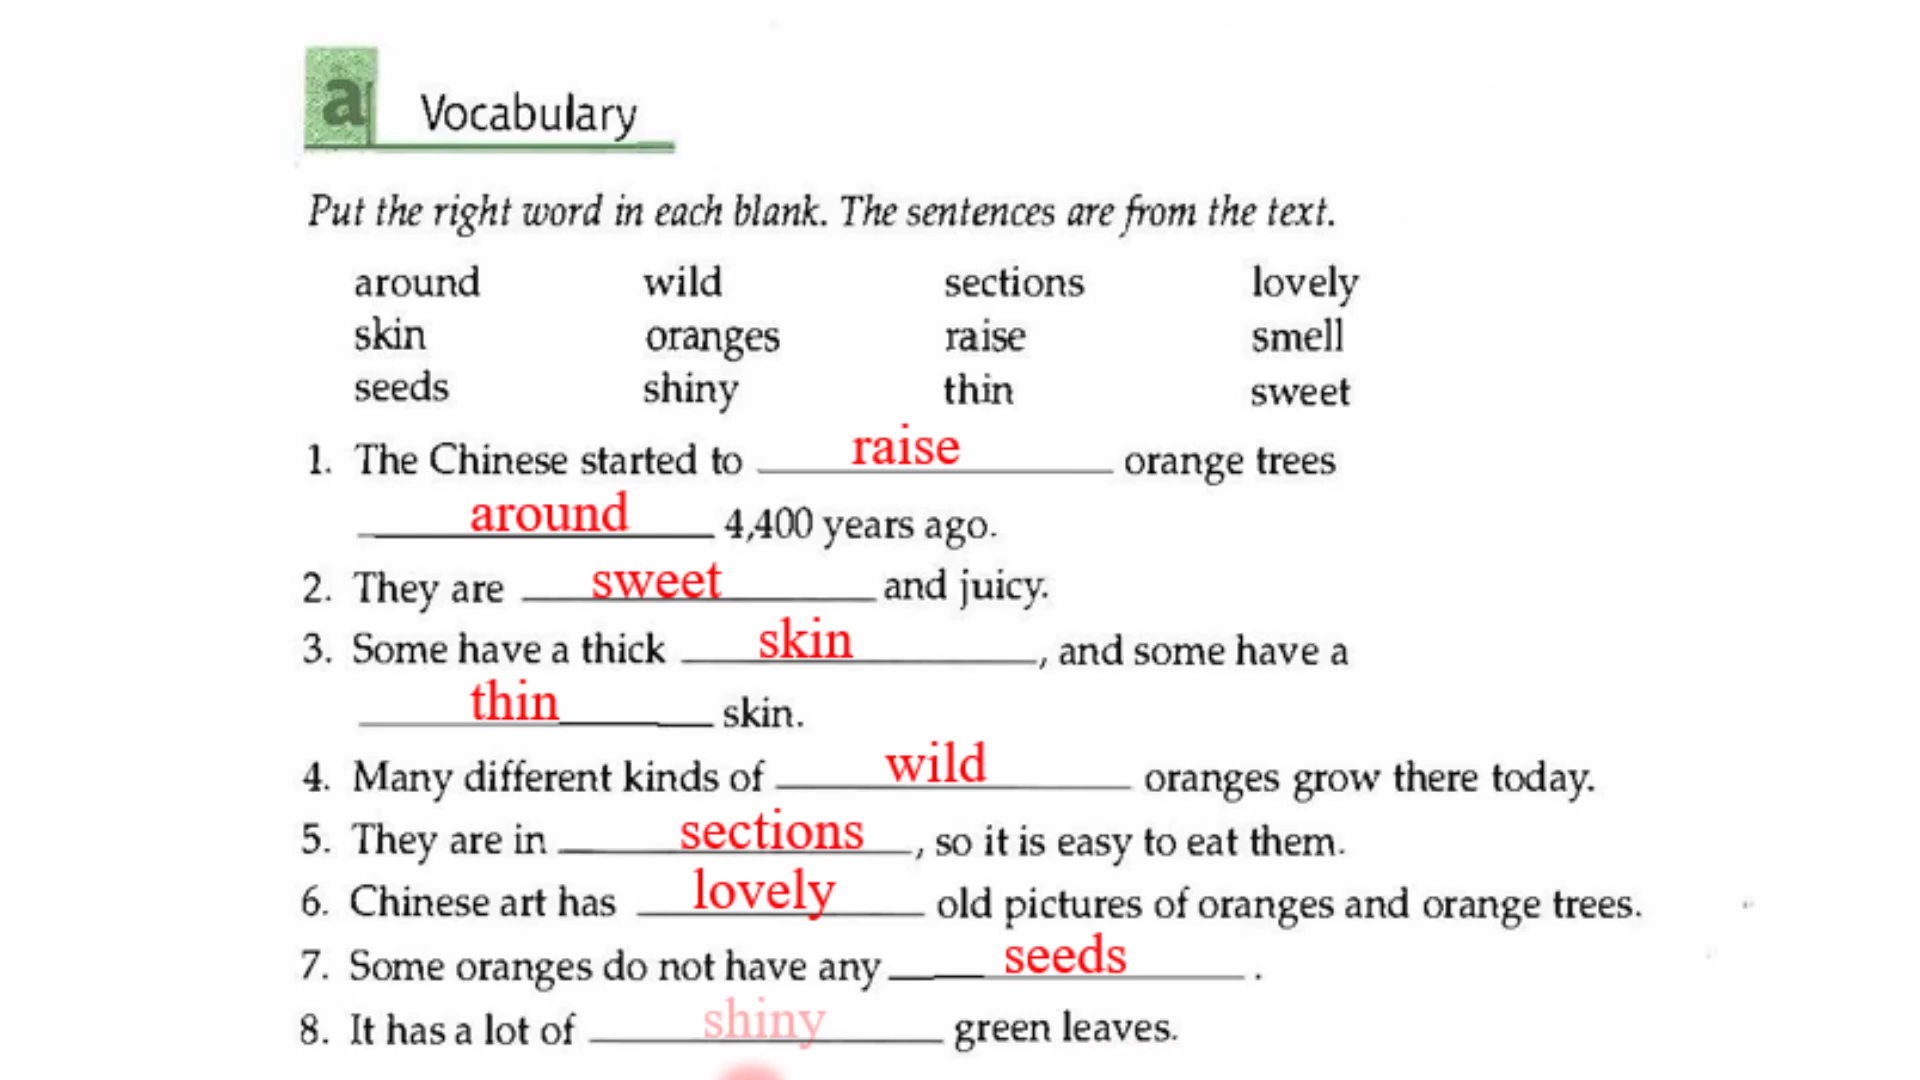 a Vocabulary
Put the right word in each blank. The sentences are from the text.
around wild sections lovely
skin oranges raise smell
seeds shiny thin sweet
1. The Chinese started to raise orange trees
around 4,400 years ago.
2. They are sweet and juicy.
3. Some have a thick skin, and some have a
thin skin.
4. Many different kinds of wild oranges grow there today.
5. They are in sections, so it is easy to eat them.
6. Chinese art has lovely old pictures of oranges and orange trees.
7. Some oranges do not have any seeds.
8. It has a lot of shiny green leaves.